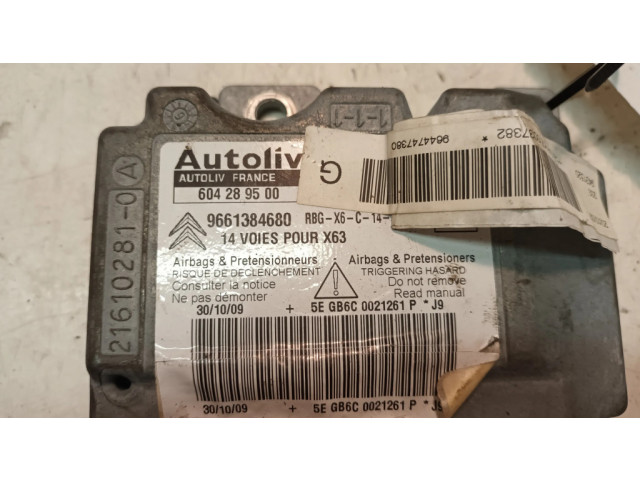 1-1-1
Autoliv
AUTOLIV FRANCE
604 28 95 00
9661384680 RBG-X6-C-14-
14 VOIES POUR X63
Airbags & Pretensionneurs
RISQUE DE DECLENCHEMENT
Consulter la notice
Ne pas démonter
Airbags & Pretensioners
TRIGGERING HASARD
Do not remove
Read manual
30/10/09 + 5E GB6C 0021261 P * J9
30/10/09 + 5E GB6C 0021261 P * J9
21610281-0 A
G
9644747380 *